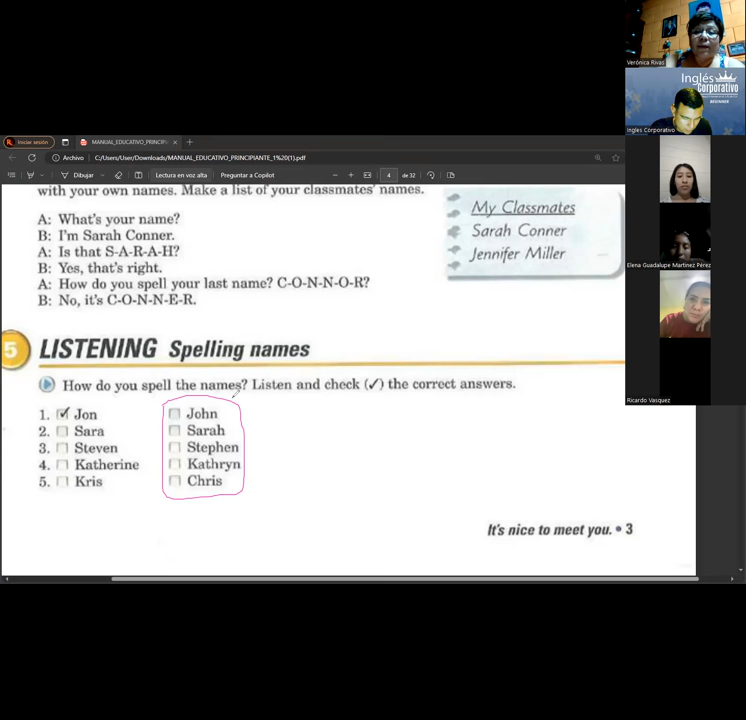 Iniciar sesión
MANUAL_EDUCATIVO_PRINCIP
Archivo
C:/Users/User/Downloads/MANUAL_EDUCATIVO_PRINCIPIANTE_1%20(1).pdf
Dibujar
Lectura en voz alta
Preguntar a Copilot
4
de 32
with your own names. Make a list of your classmates' names.
A: What's your name?
B: I'm Sarah Conner.
A: Is that S-A-R-A-H?
B: Yes, that's right.
A: How do you spell your last name? C-O-N-N-O-R?
B: No, it's C-O-N-N-E-R.
My Classmates
Sarah Conner
Jennifer Miller
5 LISTENING Spelling names
How do you spell the names? Listen and check (✓) the correct answers.
1. ✓ Jon John
2. Sara Sarah
3. Steven Stephen
4. Katherine Kathryn
5. Kris Chris
It's nice to meet you. • 3
Verónica Rivas
Inglés
Corporativo
BEGINNER
Ingles Corporativo
Elena Guadalupe Martinez Pérez
Ricardo Vasquez